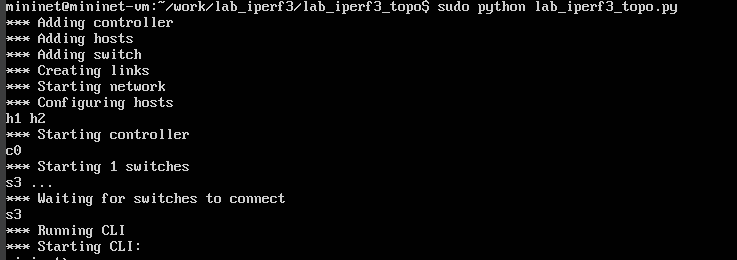 mininet@mininet-vm:~/work/lab_iperf3/lab_iperf3_topo$ sudo python lab_iperf3_topo.py
*** Adding controller
*** Adding hosts
*** Adding switch
*** Creating links
*** Starting network
*** Configuring hosts
h1 h2
*** Starting controller
c0
*** Starting 1 switches
s3 ...
*** Waiting for switches to connect
s3
*** Running CLI
*** Starting CLI: